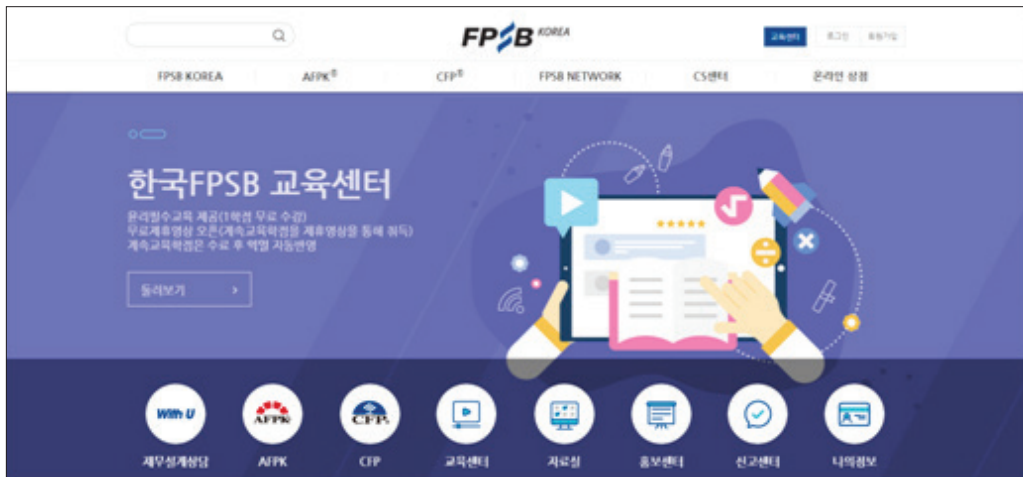 FPSB KOREA
교육센터 로그인 회원가입
FPSB KOREA AFPK® CFP® FPSB NETWORK CS센터 온라인 상점
한국FPSB 교육센터
윤리필수교육 제공(1학점 무료 수강)
무료제휴영상 오픈(계속교육학점을 제휴영상을 통해 취득)
계속교육학점은 수료 후 익월 자동반영
둘러보기 >
With U AFPK CFP
재무설계상담 AFPK CFP 교육센터 자료실 홍보센터 신고센터 나의정보